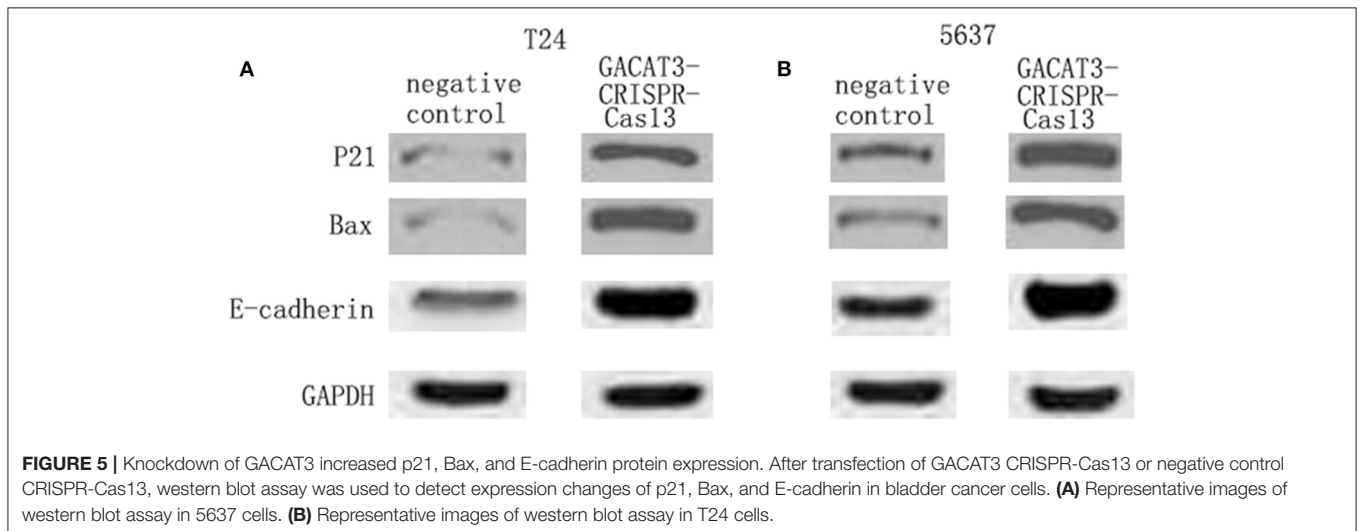 T24
5637
A
negative
control
GACAT3-
CRISPR-
Cas13
B
negative
control
GACAT3-
CRISPR-
Cas13
P21
Bax
E-cadherin
GAPDH
FIGURE 5 | Knockdown of GACAT3 increased p21, Bax, and E-cadherin protein expression. After transfection of GACAT3 CRISPR-Cas13 or negative control
CRISPR-Cas13, western blot assay was used to detect expression changes of p21, Bax, and E-cadherin in bladder cancer cells. (A) Representative images of
western blot assay in 5637 cells. (B) Representative images of western blot assay in T24 cells.